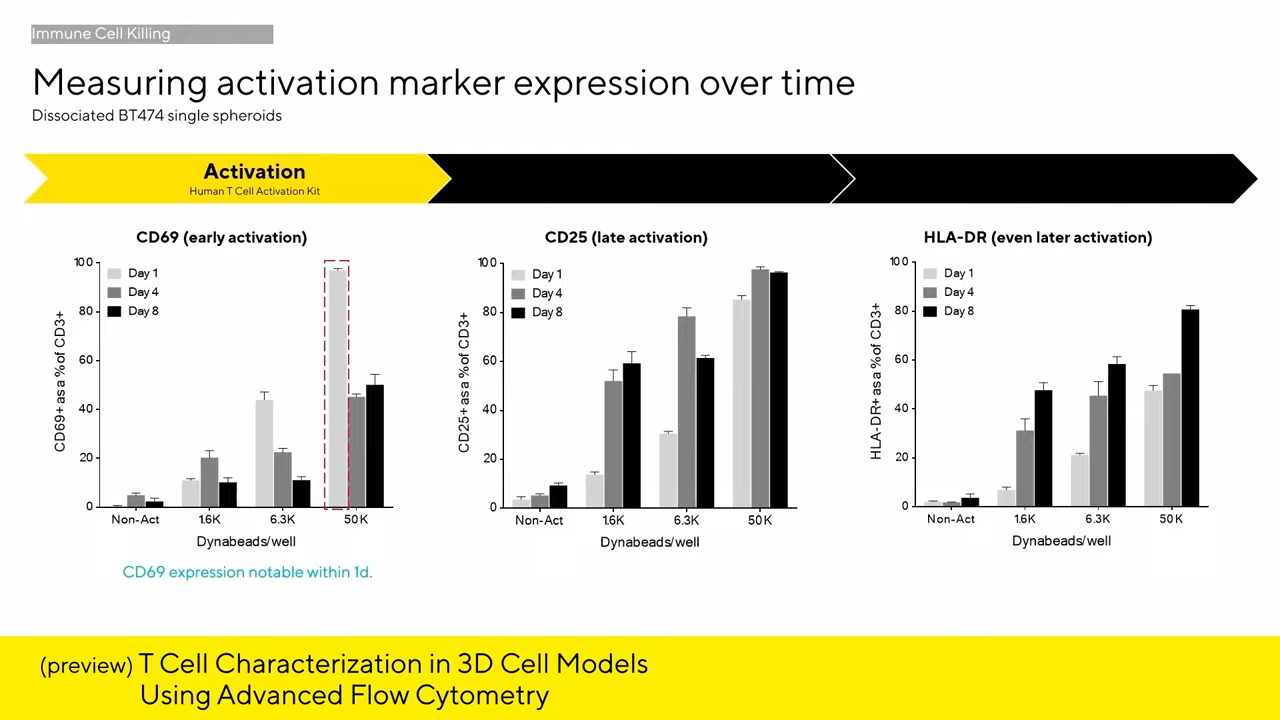 Immune Cell Killing
Measuring activation marker expression over time
Dissociated BT474 single spheroids
Activation
Human T Cell Activation Kit
CD69 (early activation)
CD69+ as a % of CD3+
100
80
60
40
20
0
Day 1
Day 4
Day 8
Non-Act
1.6K
6.3K
50K
Dynabeads/well
CD69 expression notable within 1d.
CD25 (late activation)
CD25+ as a % of CD3+
100
80
60
40
20
0
Day 1
Day 4
Day 8
Non-Act
1.6K
6.3K
50K
Dynabeads/well
HLA-DR (even later activation)
HLA-DR+ as a % of CD3+
100
80
60
40
20
0
Day 1
Day 4
Day 8
Non-Act
1.6K
6.3K
50K
Dynabeads/well
(preview) T Cell Characterization in 3D Cell Models
Using Advanced Flow Cytometry